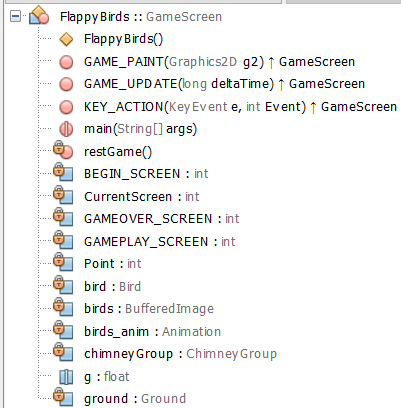 FlappyBirds :: GameScreen
FlappyBirds()
GAME_PAINT(Graphics2D g2) ↑ GameScreen
GAME_UPDATE(long deltaTime) ↑ GameScreen
KEY_ACTION(KeyEvent e, int Event) ↑ GameScreen
main(String[] args)
restGame()
BEGIN_SCREEN : int
CurrentScreen : int
GAMEOVER_SCREEN : int
GAMEPLAY_SCREEN : int
Point : int
bird : Bird
birds : BufferedImage
birds_anim : Animation
chimneyGroup : ChimneyGroup
g : float
ground : Ground